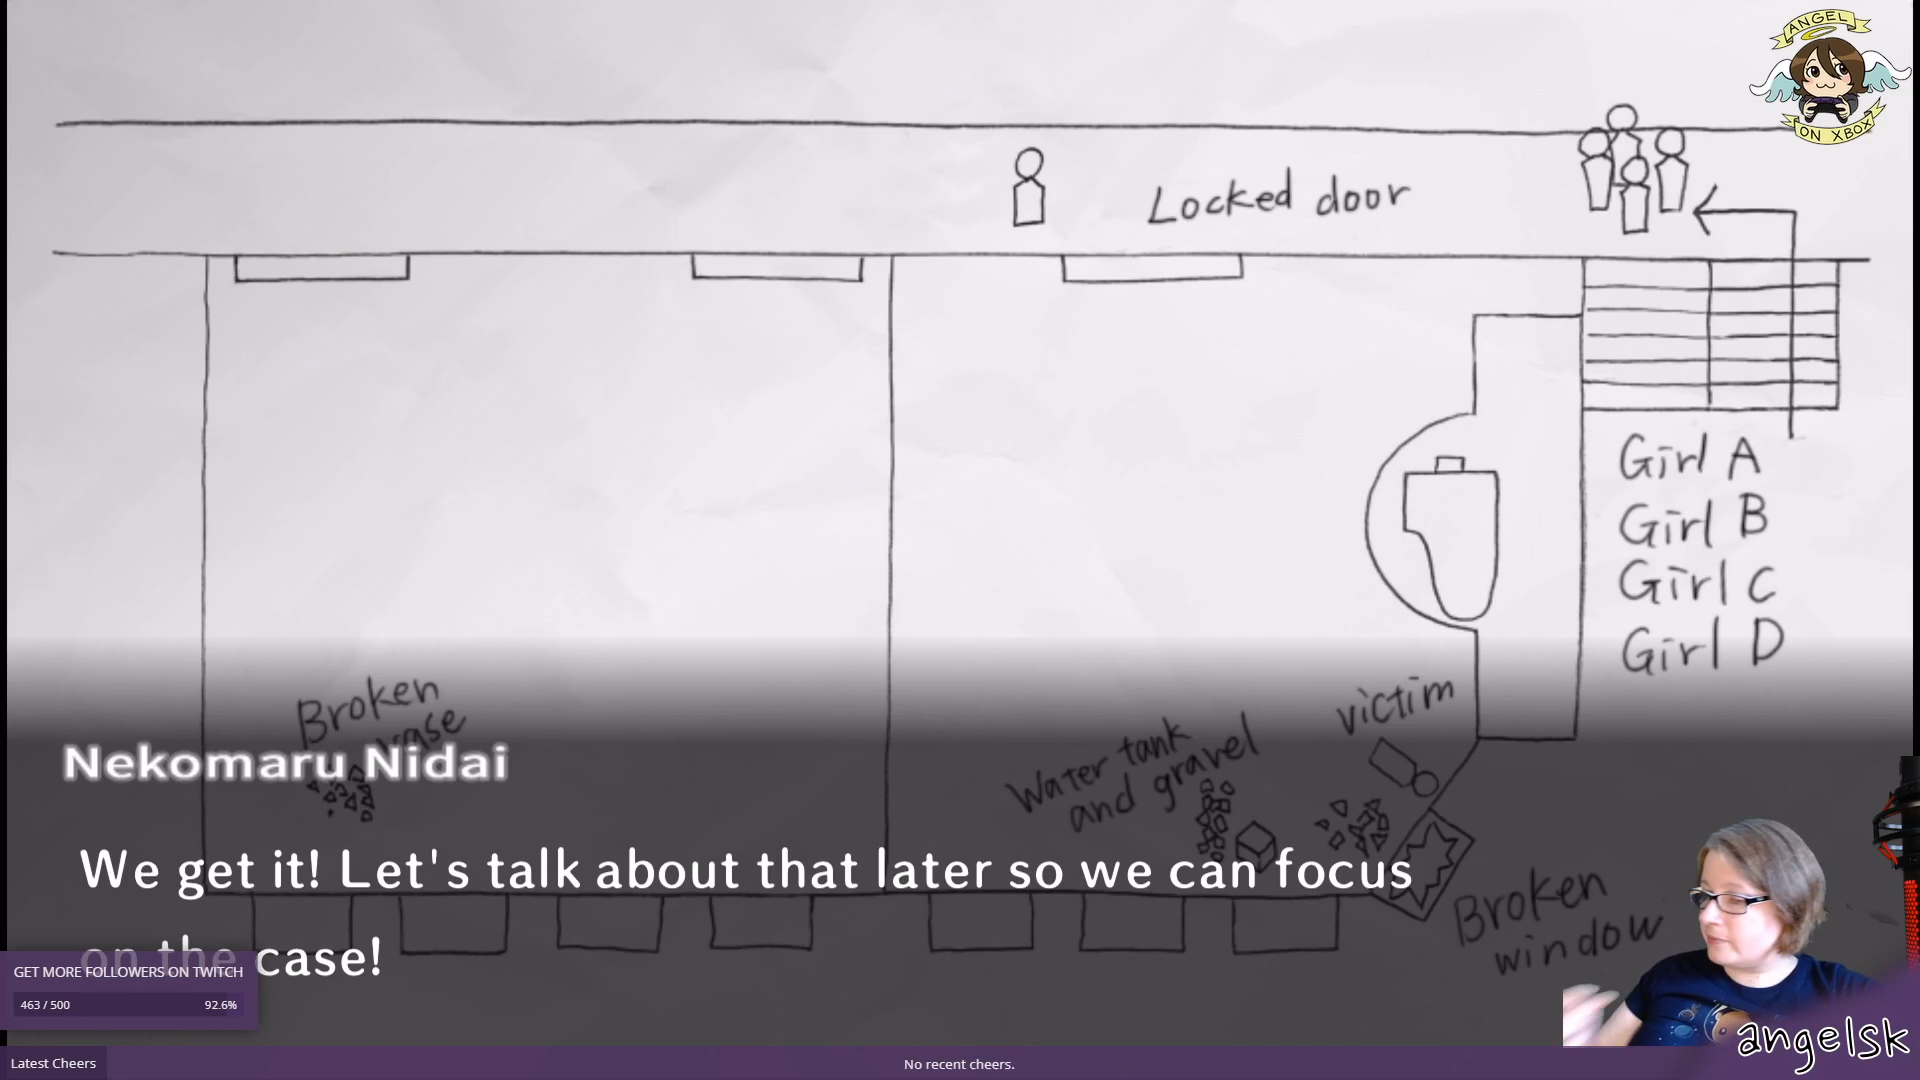 ANGEL
ON XBOX
Locked door
Girl A
Girl B
Girl C
Girl D
Broken
vase
victim
Water tank
and gravel
Broken
window
Nekomaru Nidai
We get it! Let's talk about that later so we can focus
on the case!
GET MORE FOLLOWERS ON TWITCH
463 / 500 92.6%
Latest Cheers
No recent cheers.
angelsk